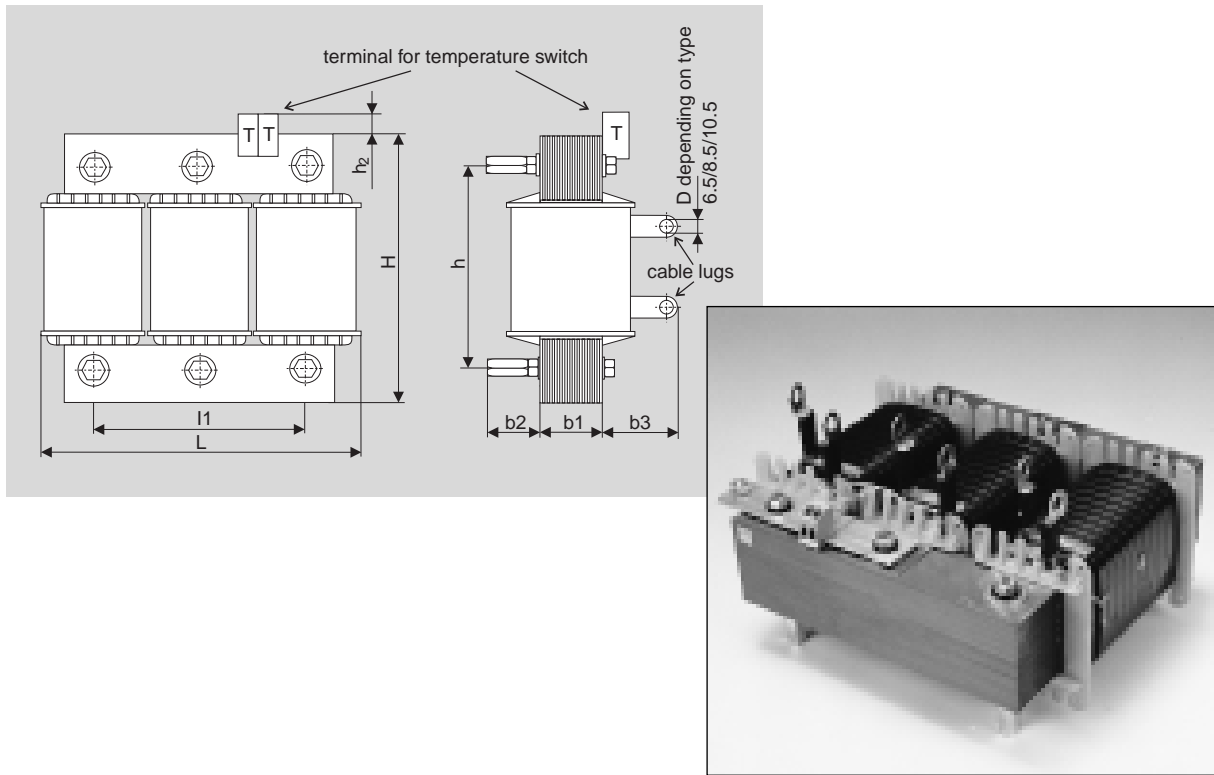 terminal for temperature switch
T T
h2
H
l1
L
T
h
b2 b1 b3
D depending on type
6.5/8.5/10.5
cable lugs